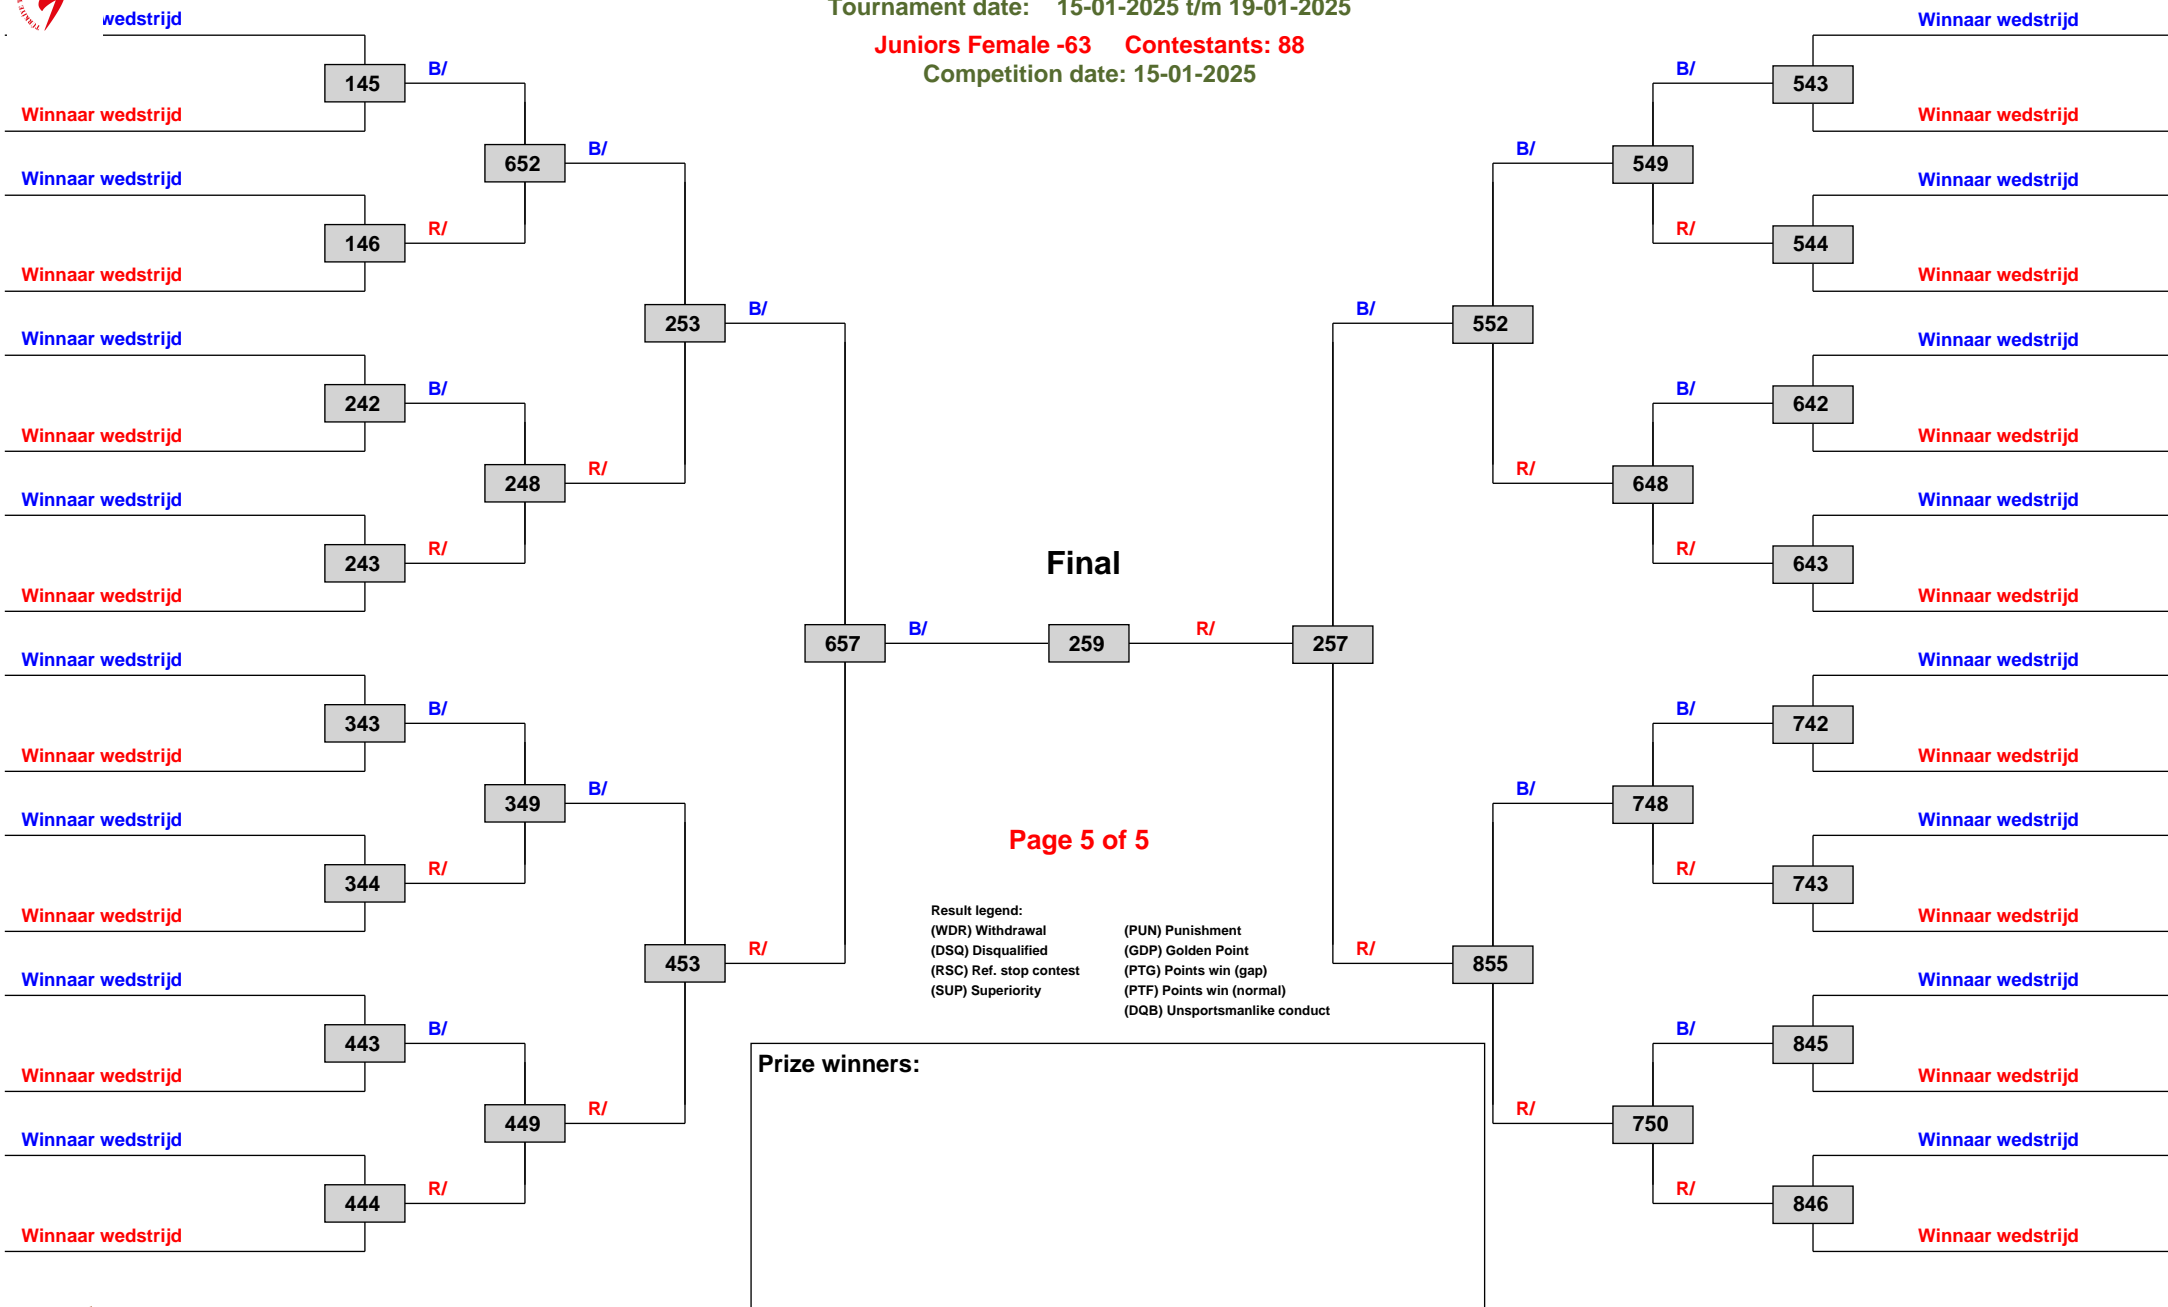 Tournament date: 15-01-2025 t/m 19-01-2025
Juniors Female -63 Contestants: 88
Competition date: 15-01-2025
wedstrijd
145
B/
Winnaar wedstrijd
652
B/
Winnaar wedstrijd
146
R/
Winnaar wedstrijd
253
B/
Winnaar wedstrijd
242
B/
Winnaar wedstrijd
248
R/
Winnaar wedstrijd
243
R/
Winnaar wedstrijd
657
B/
Winnaar wedstrijd
343
B/
Winnaar wedstrijd
349
B/
Winnaar wedstrijd
344
R/
Winnaar wedstrijd
453
R/
Winnaar wedstrijd
443
B/
Winnaar wedstrijd
449
R/
Winnaar wedstrijd
444
R/
Winnaar wedstrijd
Final
259
R/
257
Page 5 of 5
Result legend:
(WDR) Withdrawal (PUN) Punishment
(DSQ) Disqualified (GDP) Golden Point
(RSC) Ref. stop contest (PTG) Points win (gap)
(SUP) Superiority (PTF) Points win (normal)
(DQB) Unsportsmanlike conduct
Prize winners:
Winnaar wedstrijd
B/
543
Winnaar wedstrijd
B/
549
Winnaar wedstrijd
R/
544
Winnaar wedstrijd
B/
552
Winnaar wedstrijd
B/
642
Winnaar wedstrijd
R/
648
Winnaar wedstrijd
R/
643
Winnaar wedstrijd
Winnaar wedstrijd
B/
742
Winnaar wedstrijd
B/
748
Winnaar wedstrijd
R/
743
Winnaar wedstrijd
R/
855
Winnaar wedstrijd
B/
845
Winnaar wedstrijd
R/
750
Winnaar wedstrijd
R/
846
Winnaar wedstrijd